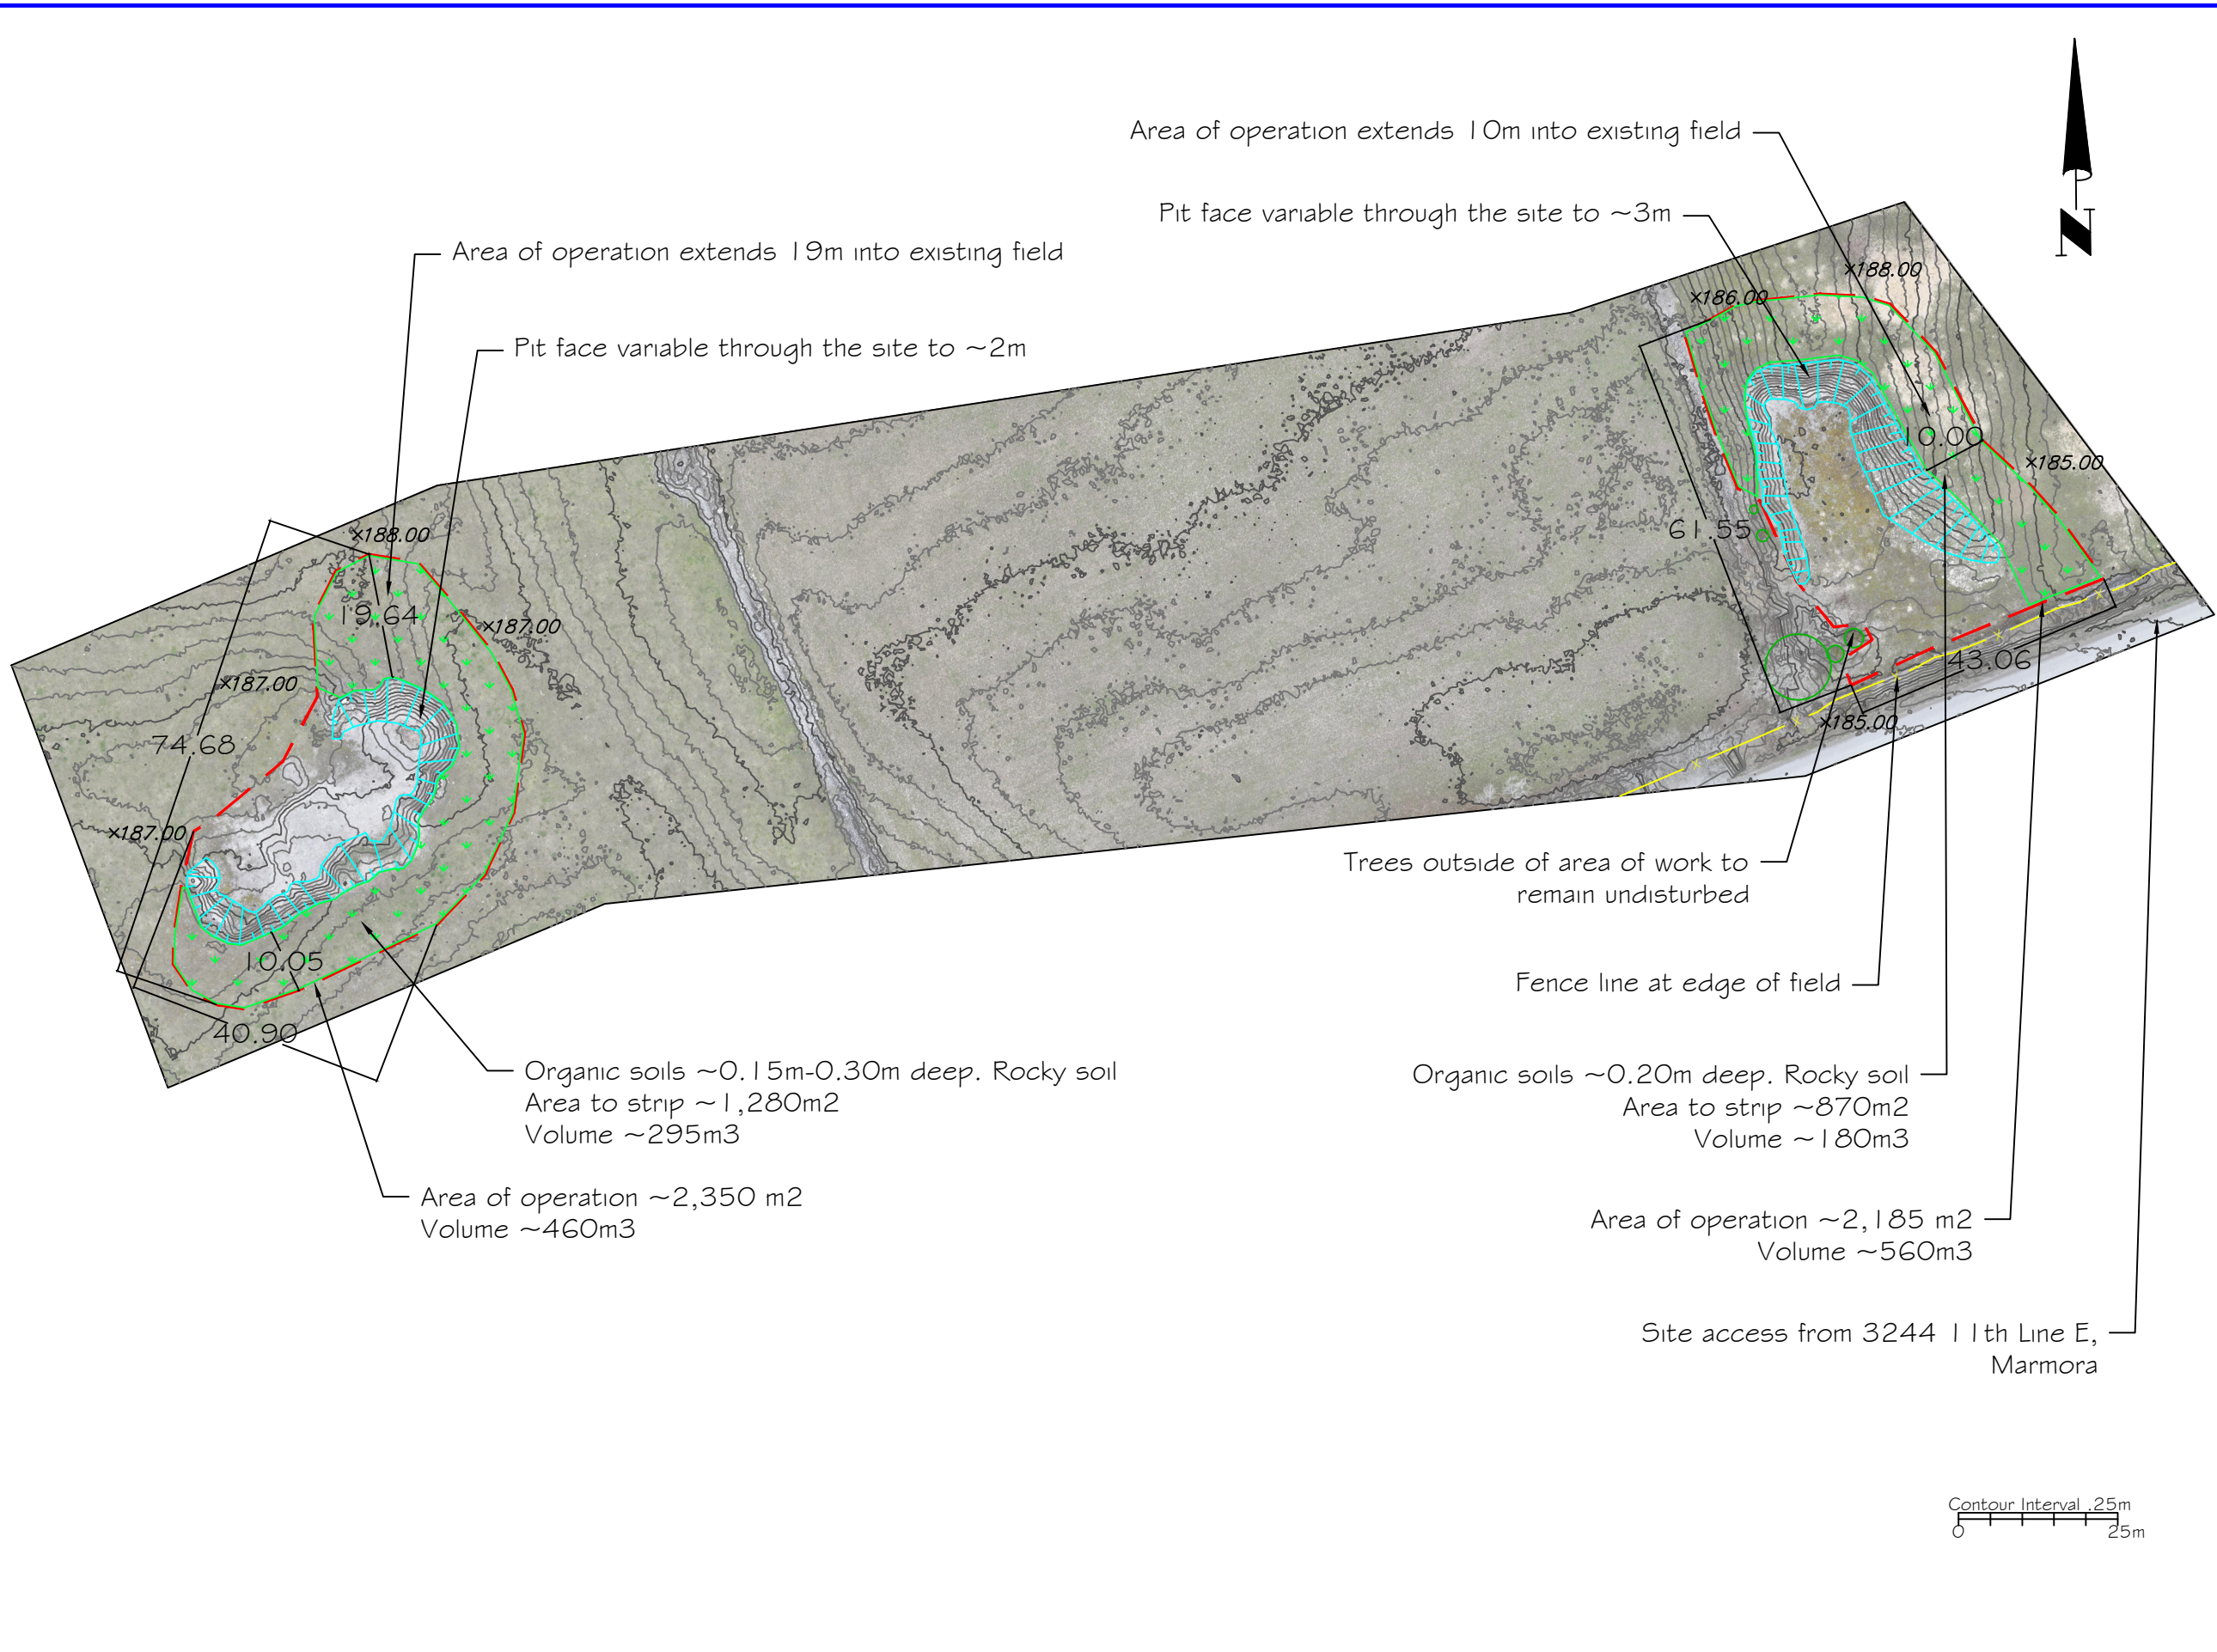 Area of operation extends 10m into existing field
Pit face variable through the site to ~3m
N
Area of operation extends 19m into existing field
Pit face variable through the site to ~2m
×188.00
×186.00
10.00
×185.00
61.55
43.06
×185.00
×188.00
19.64
×187.00
×187.00
74.68
×187.00
10.05
40.90
Trees outside of area of work to
remain undisturbed
Fence line at edge of field
Organic soils ~0.15m-0.30m deep. Rocky soil
Area to strip ~1,280m2
Volume ~295m3
Organic soils ~0.20m deep. Rocky soil
Area to strip ~870m2
Volume ~180m3
Area of operation ~2,350 m2
Volume ~460m3
Area of operation ~2,185 m2
Volume ~560m3
Site access from 3244 11th Line E,
Marmora
Contour Interval .25m
0 25m